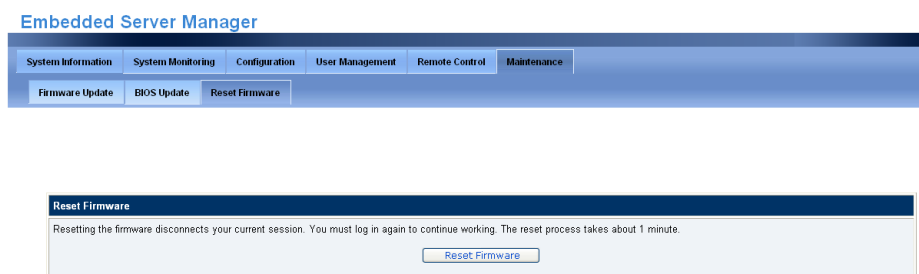 Embedded Server Manager
System Information System Monitoring Configuration User Management Remote Control Maintenance
Firmware Update BIOS Update Reset Firmware
Reset Firmware
Resetting the firmware disconnects your current session. You must log in again to continue working. The reset process takes about 1 minute.
Reset Firmware